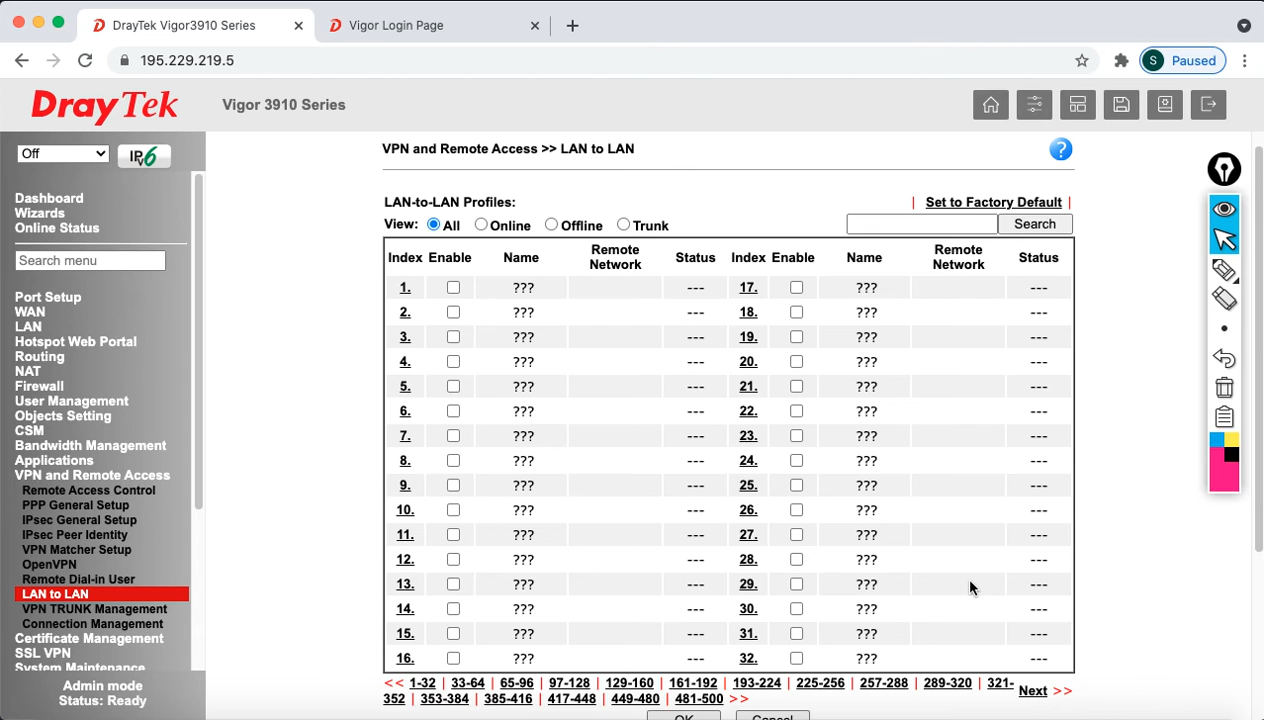 DrayTek Vigor3910 Series
Vigor Login Page
195.229.219.5
S Paused
DrayTek
Vigor 3910 Series
Off
IPv6
Dashboard
Wizards
Online Status
Search menu
Port Setup
WAN
LAN
Hotspot Web Portal
Routing
NAT
Firewall
User Management
Objects Setting
CSM
Bandwidth Management
Applications
VPN and Remote Access
Remote Access Control
PPP General Setup
IPsec General Setup
IPsec Peer Identity
VPN Matcher Setup
OpenVPN
Remote Dial-in User
LAN to LAN
VPN TRUNK Management
Connection Management
Certificate Management
SSL VPN
System Maintenance
Admin mode
Status: Ready
VPN and Remote Access >> LAN to LAN
?
LAN-to-LAN Profiles:
| Set to Factory Default |
View: All Online Offline Trunk
Search
Index Enable Name Remote Network Status Index Enable Name Remote Network Status
1. ??? --- 17. ??? ---
2. ??? --- 18. ??? ---
3. ??? --- 19. ??? ---
4. ??? --- 20. ??? ---
5. ??? --- 21. ??? ---
6. ??? --- 22. ??? ---
7. ??? --- 23. ??? ---
8. ??? --- 24. ??? ---
9. ??? --- 25. ??? ---
10. ??? --- 26. ??? ---
11. ??? --- 27. ??? ---
12. ??? --- 28. ??? ---
13. ??? --- 29. ??? ---
14. ??? --- 30. ??? ---
15. ??? --- 31. ??? ---
16. ??? --- 32. ??? ---
<< 1-32 | 33-64 | 65-96 | 97-128 | 129-160 | 161-192 | 193-224 | 225-256 | 257-288 | 289-320 | 321-
352 | 353-384 | 385-416 | 417-448 | 449-480 | 481-500 >>
Next >>
OK Cancel